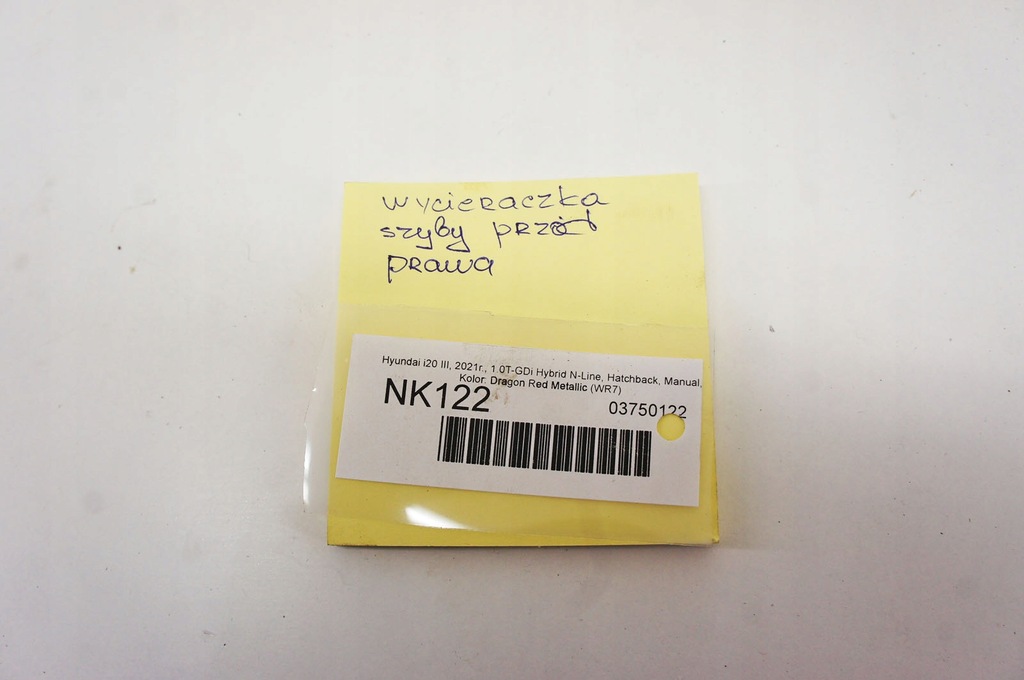 wycieraczka
szyby przód
prawa
Hyundai i20 III, 2021r., 1.0T-GDi Hybrid N-Line, Hatchback, Manual,
Kolor: Dragon Red Metallic (WR7)
NK122
03750122